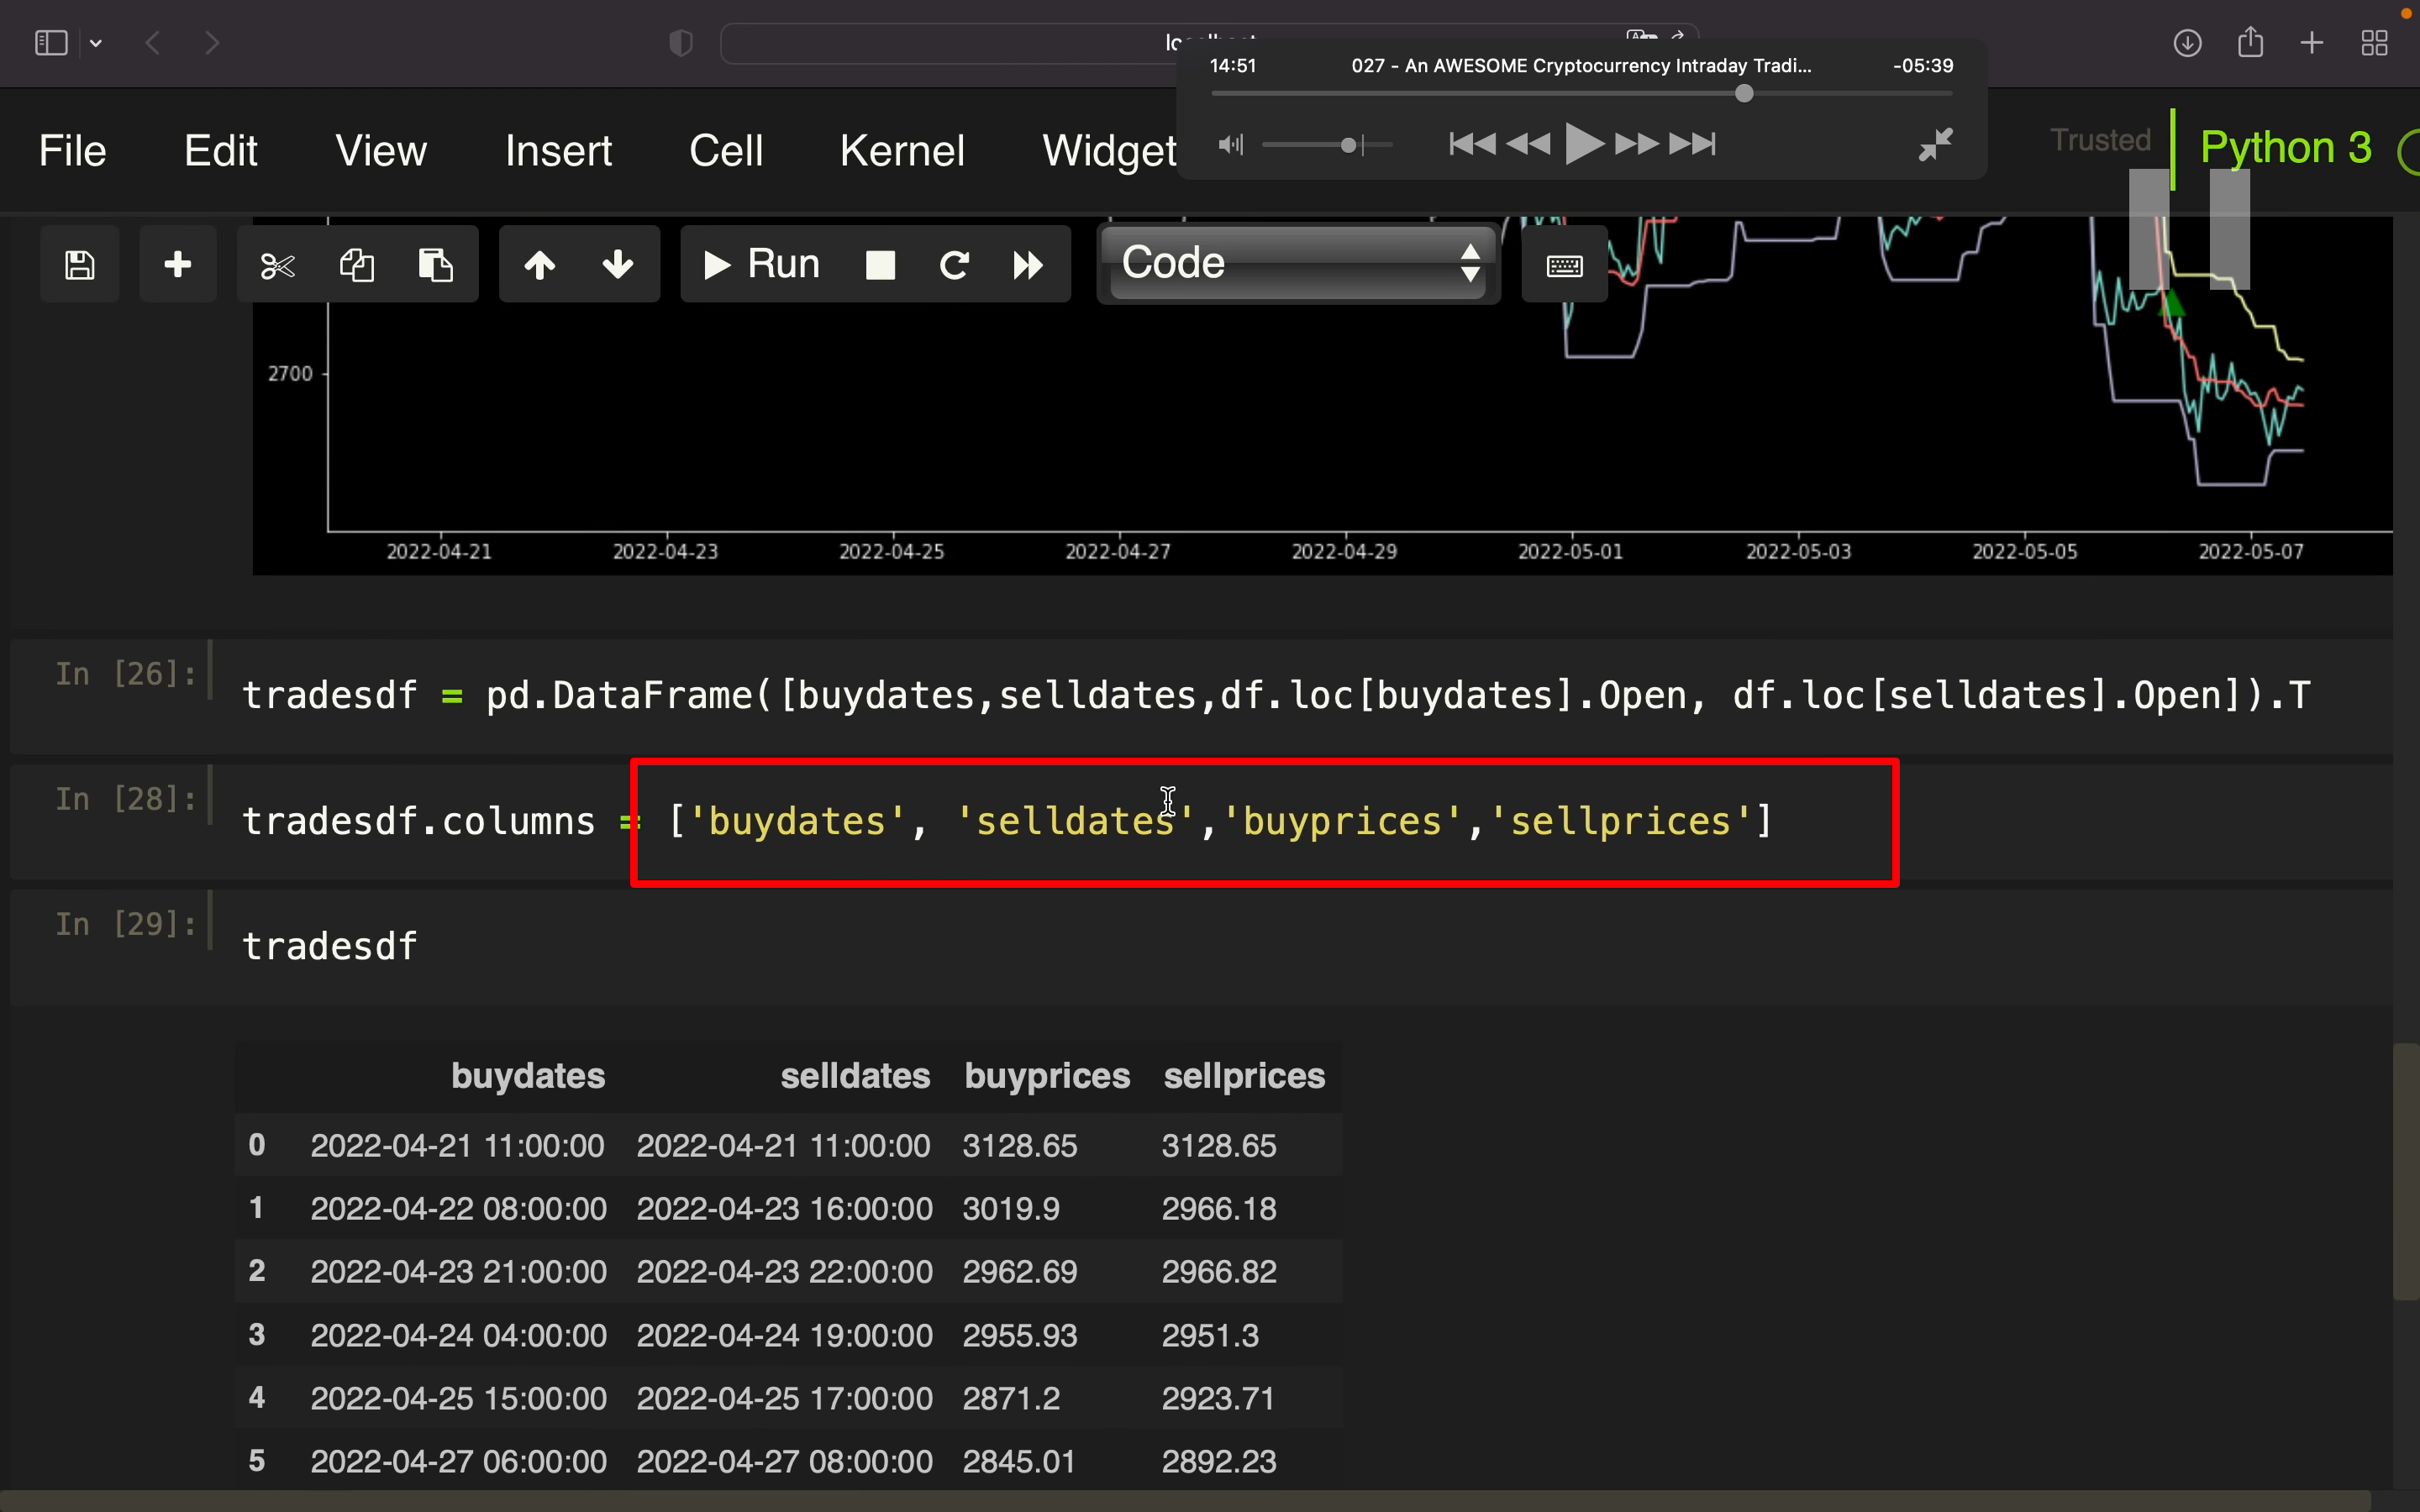 14:51 027 - An AWESOME Cryptocurrency Intraday Tradi... -05:39
File Edit View Insert Cell Kernel Widget Trusted Python 3
Run Code
2700
2022-04-21 2022-04-23 2022-04-25 2022-04-27 2022-04-29 2022-05-01 2022-05-03 2022-05-05 2022-05-07
In [26]: tradesdf = pd.DataFrame([buydates,selldates,df.loc[buydates].Open, df.loc[selldates].Open]).T
In [28]: tradesdf.columns = ['buydates', 'selldates','buyprices','sellprices']
In [29]: tradesdf
buydates selldates buyprices sellprices
0 2022-04-21 11:00:00 2022-04-21 11:00:00 3128.65 3128.65
1 2022-04-22 08:00:00 2022-04-23 16:00:00 3019.9 2966.18
2 2022-04-23 21:00:00 2022-04-23 22:00:00 2962.69 2966.82
3 2022-04-24 04:00:00 2022-04-24 19:00:00 2955.93 2951.3
4 2022-04-25 15:00:00 2022-04-25 17:00:00 2871.2 2923.71
5 2022-04-27 06:00:00 2022-04-27 08:00:00 2845.01 2892.23